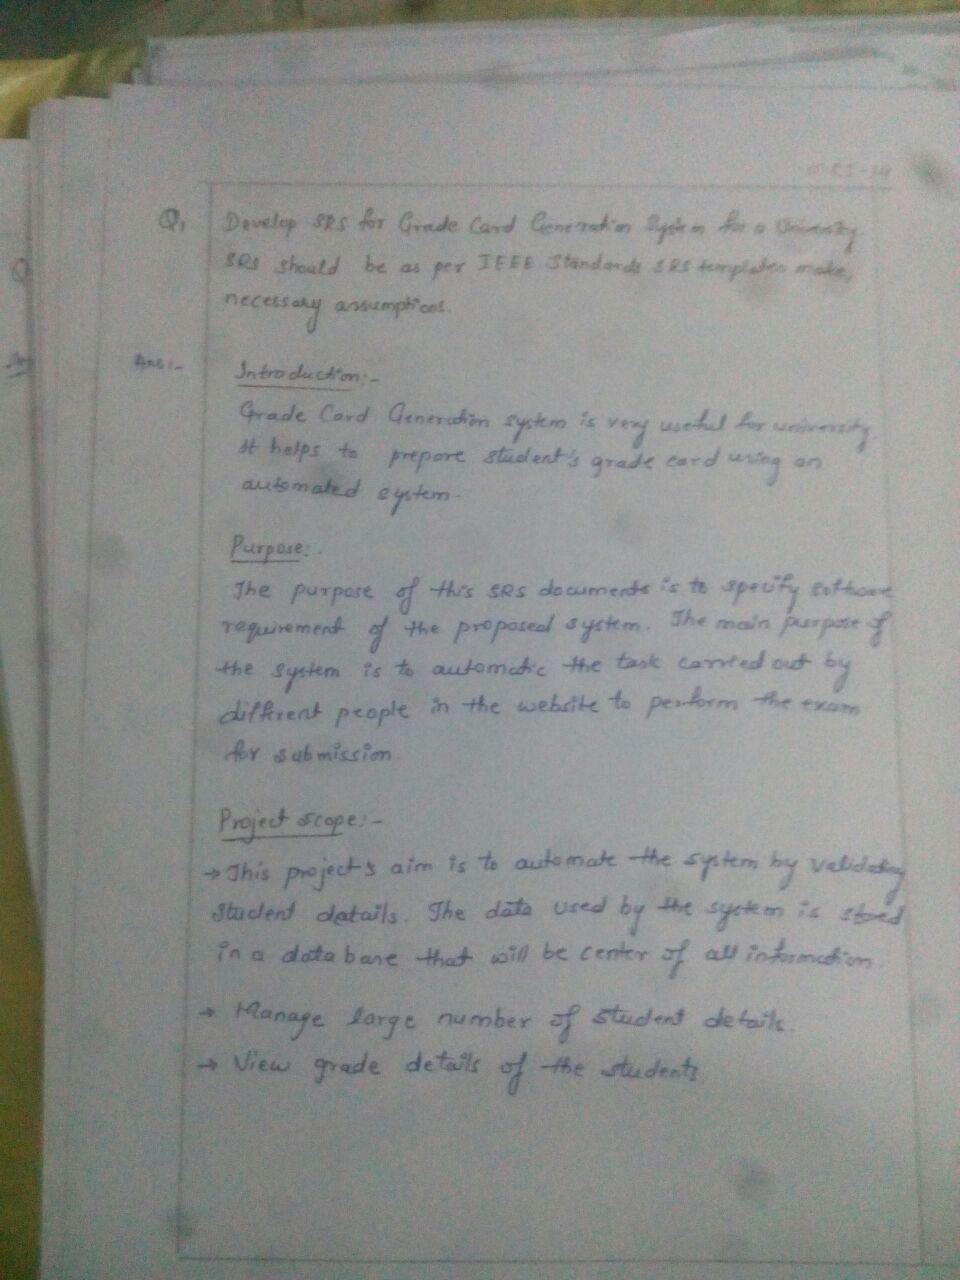 Q1 Develop SRS for Grade Card Generation System for a University
SRS should be as per IEEE Standards SRS template make
necessary assumptions.
Ans:-
Introduction:-
Grade Card Generation system is very useful for university.
It helps to prepare student's grade card using an
automated system.
Purpose:-
The purpose of this SRS documents is to specify software
requirement of the proposed system. The main purpose of
the system is to automatic the task carried out by
different people in the website to perform the exam
for submission.
Project scope:-
→ This project's aim is to automate the system by validating
student details. The data used by the system is stored
in a database that will be center of all information.
→ Manage large number of student details.
→ View grade details of the students